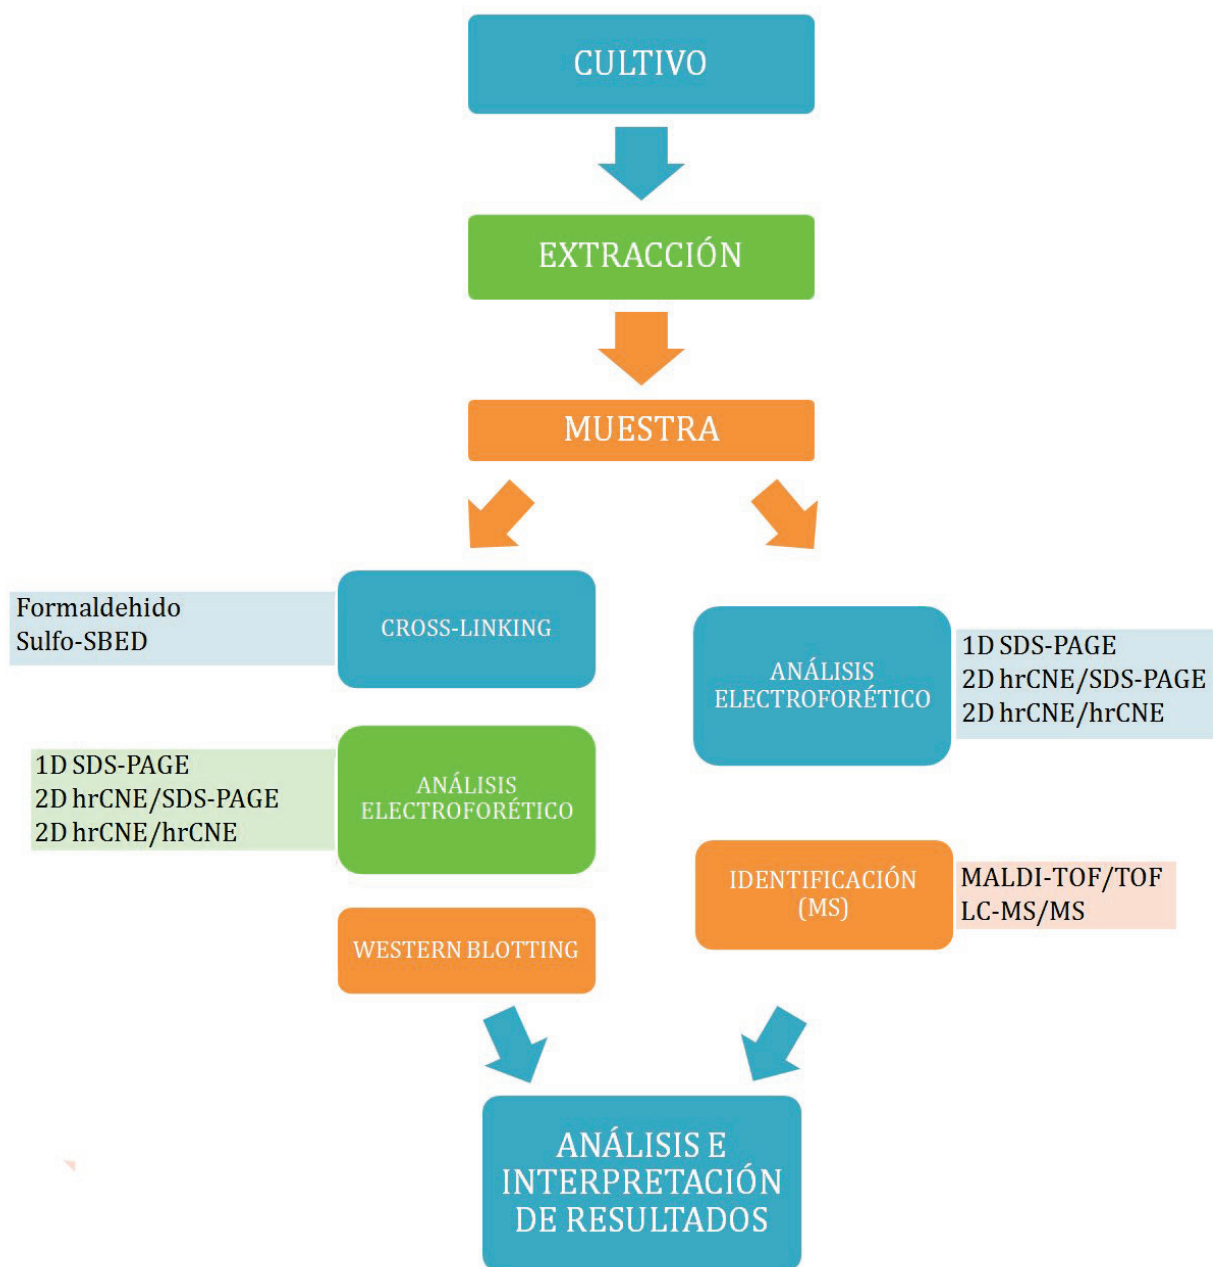 CULTIVO
EXTRACCIÓN
MUESTRA
Formaldehido
Sulfo-SBED
CROSS-LINKING
1D SDS-PAGE
2D hrCNE/SDS-PAGE
2D hrCNE/hrCNE
ANÁLISIS
ELECTROFORÉTICO
WESTERN BLOTTING
ANÁLISIS
ELECTROFORÉTICO
1D SDS-PAGE
2D hrCNE/SDS-PAGE
2D hrCNE/hrCNE
IDENTIFICACIÓN
(MS)
MALDI-TOF/TOF
LC-MS/MS
ANÁLISIS E
INTERPRETACIÓN
DE RESULTADOS